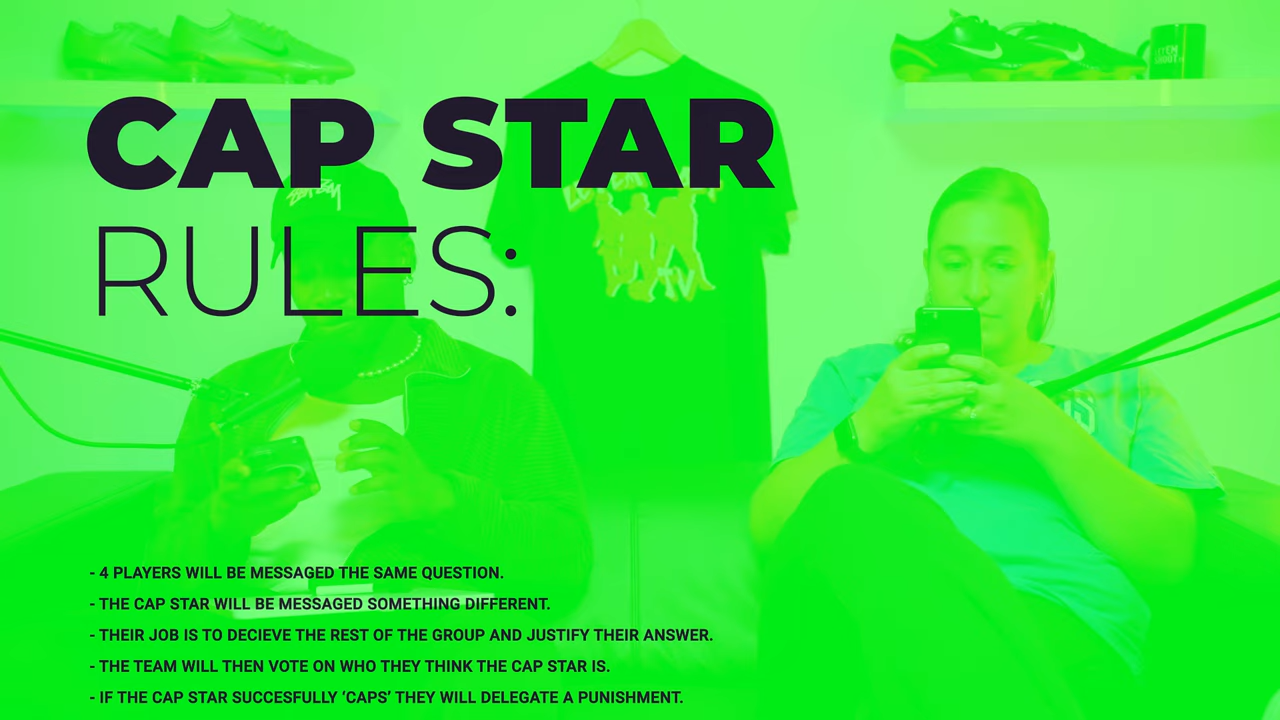 CAP STAR
RULES:
- 4 PLAYERS WILL BE MESSAGED THE SAME QUESTION.
- THE CAP STAR WILL BE MESSAGED SOMETHING DIFFERENT.
- THEIR JOB IS TO DECIEVE THE REST OF THE GROUP AND JUSTIFY THEIR ANSWER.
- THE TEAM WILL THEN VOTE ON WHO THEY THINK THE CAP STAR IS.
- IF THE CAP STAR SUCCESFULLY ‘CAPS’ THEY WILL DELEGATE A PUNISHMENT.
TV